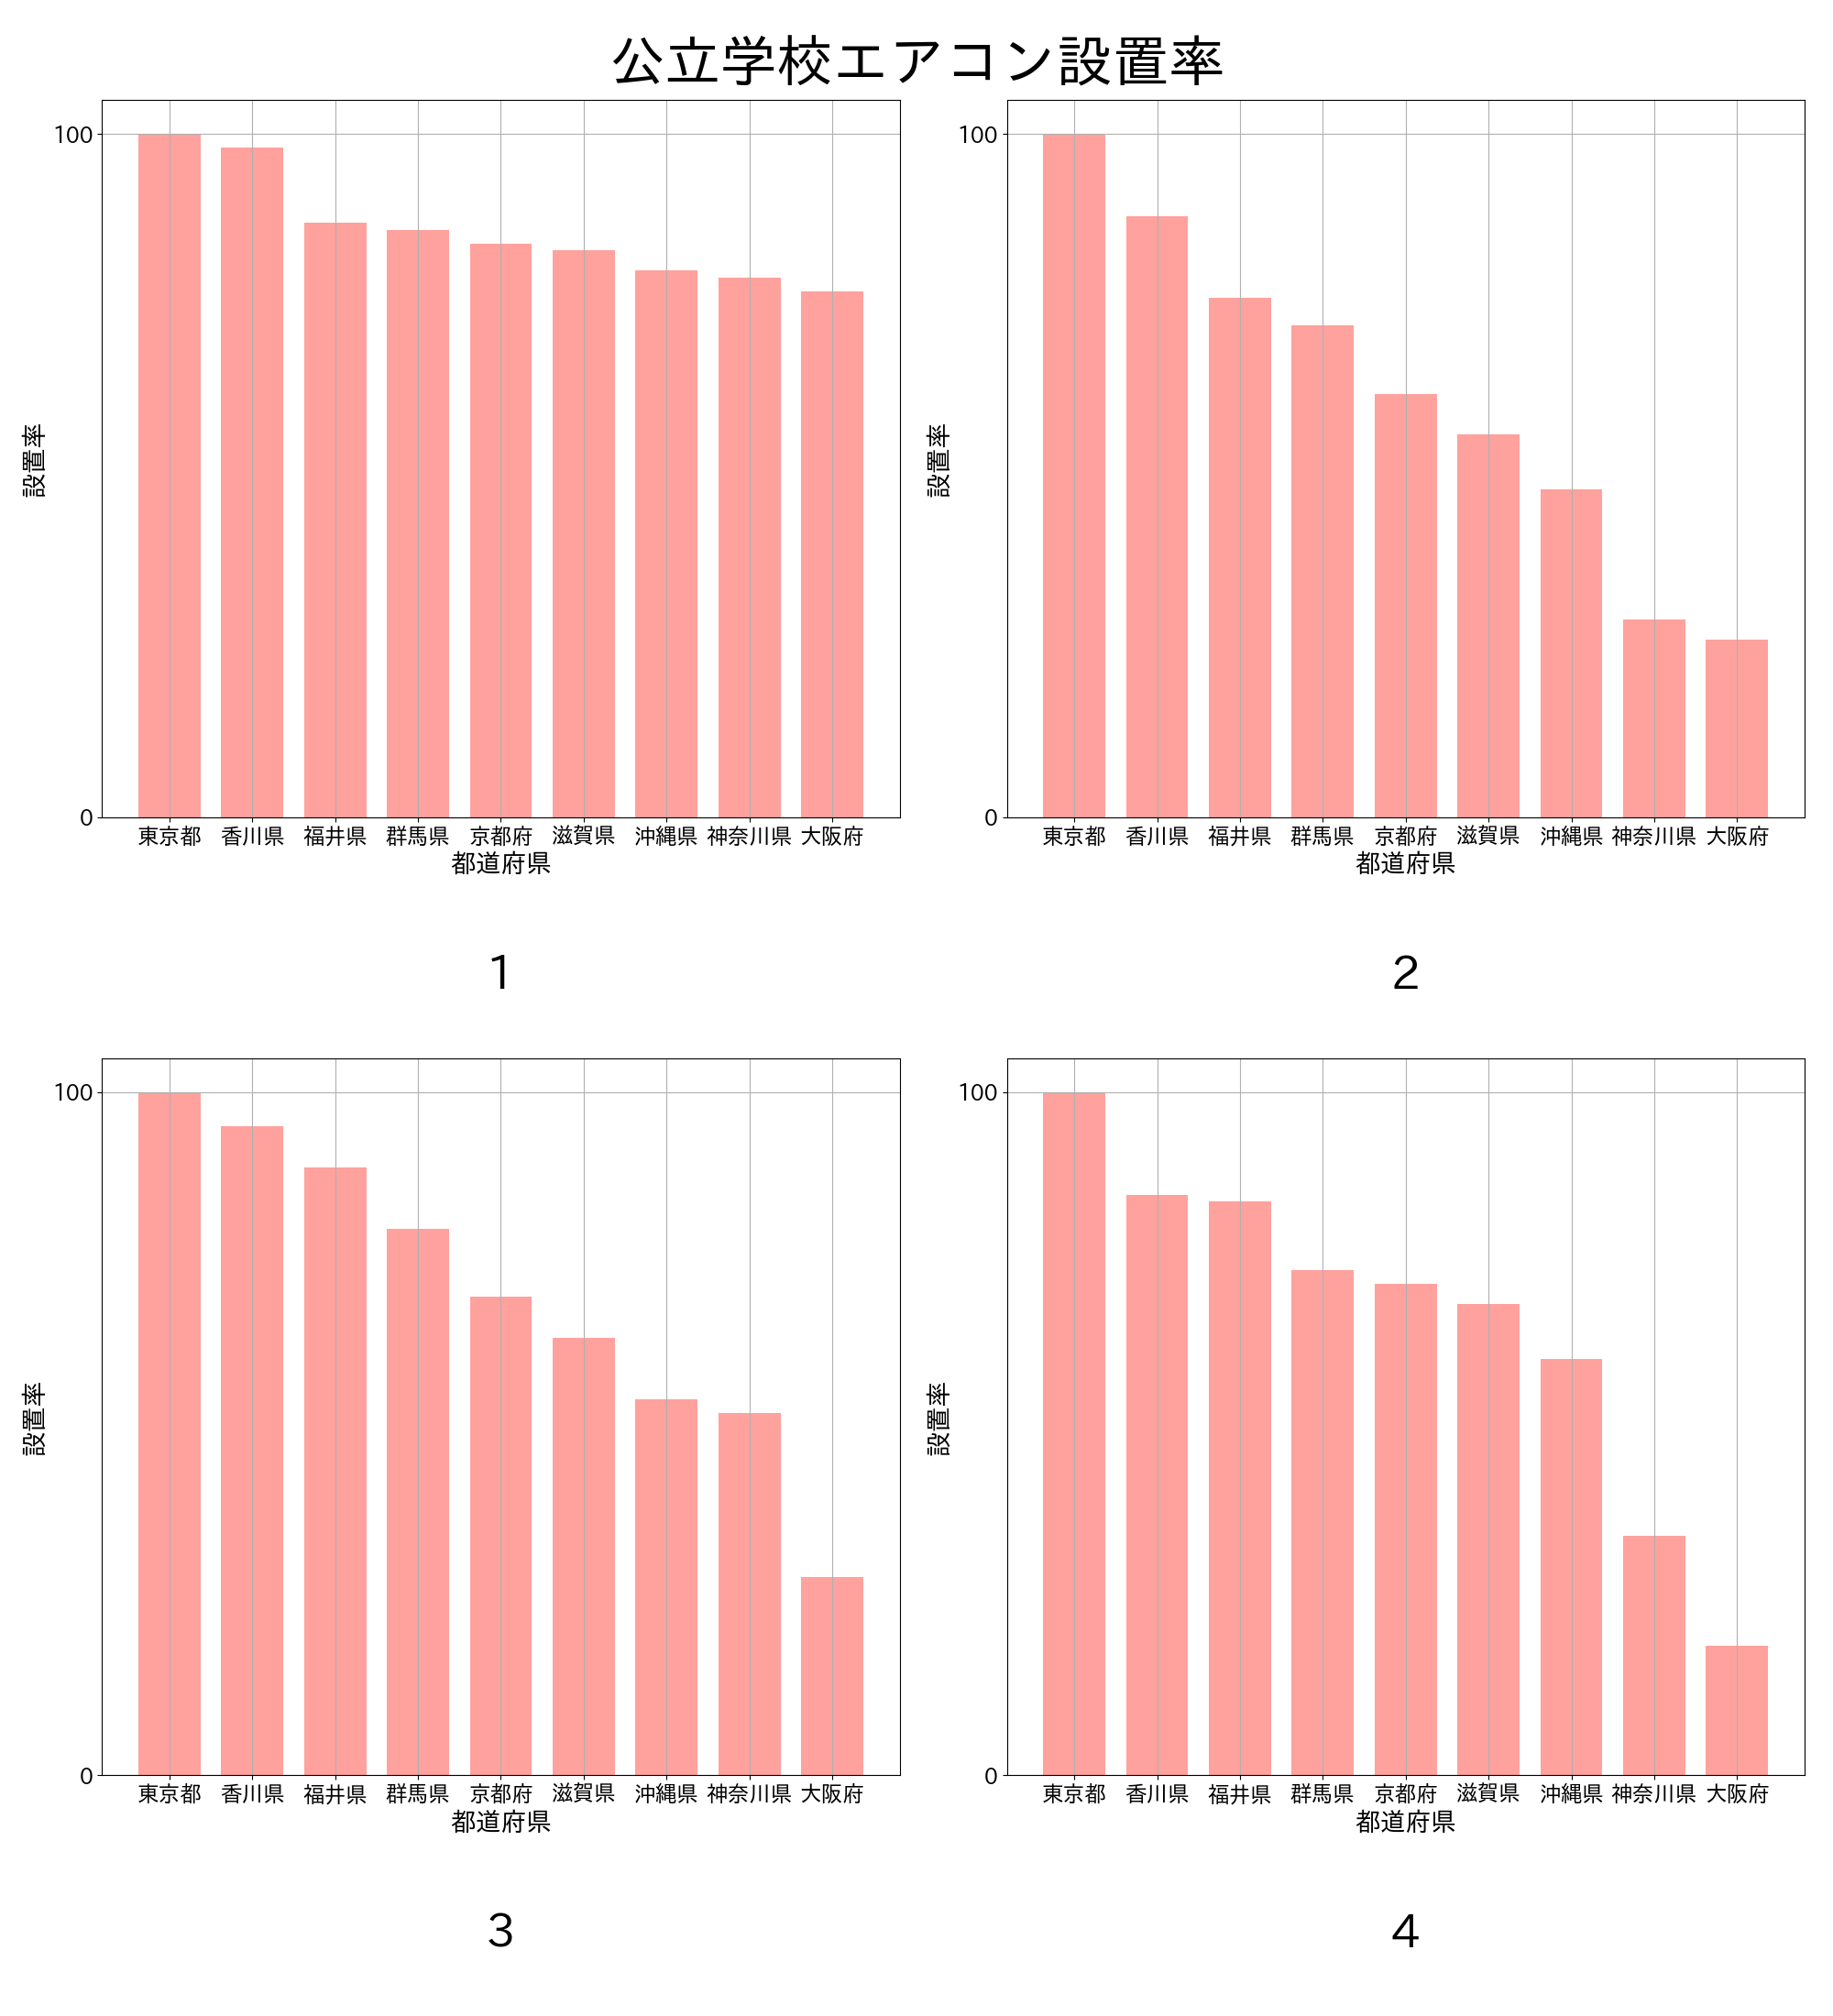 公立学校エアコン設置率
100
0
設置率
東京都 香川県 福井県 群馬県 京都府 滋賀県 沖縄県 神奈川県 大阪府
都道府県
1
100
0
設置率
東京都 香川県 福井県 群馬県 京都府 滋賀県 沖縄県 神奈川県 大阪府
都道府県
2
100
0
設置率
東京都 香川県 福井県 群馬県 京都府 滋賀県 沖縄県 神奈川県 大阪府
都道府県
3
100
0
設置率
東京都 香川県 福井県 群馬県 京都府 滋賀県 沖縄県 神奈川県 大阪府
都道府県
4